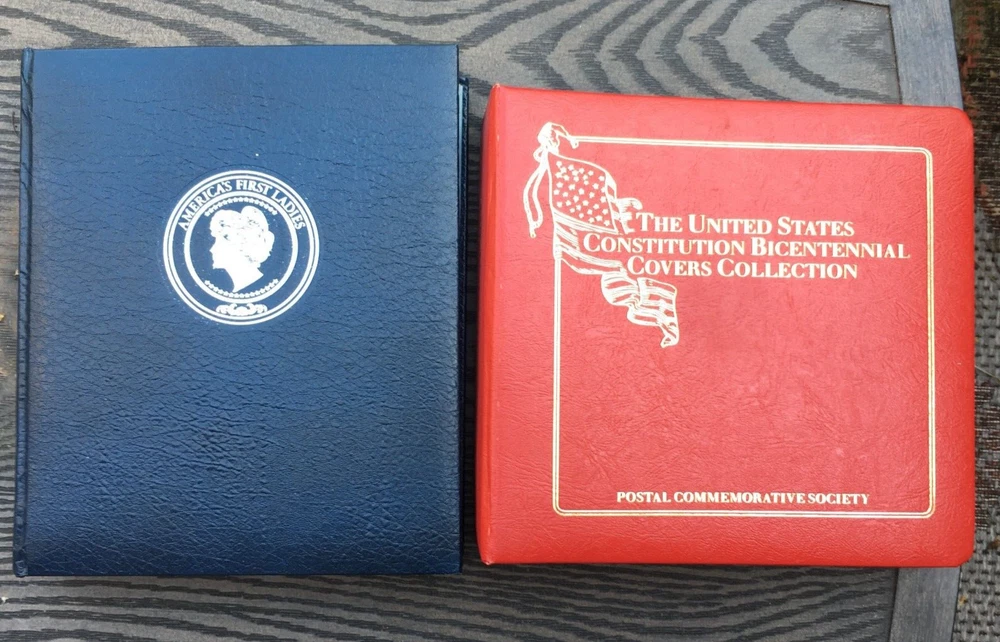 AMERICA'S FIRST LADIES
THE UNITED STATES
CONSTITUTION BICENTENNIAL
COVERS COLLECTION
POSTAL COMMEMORATIVE SOCIETY